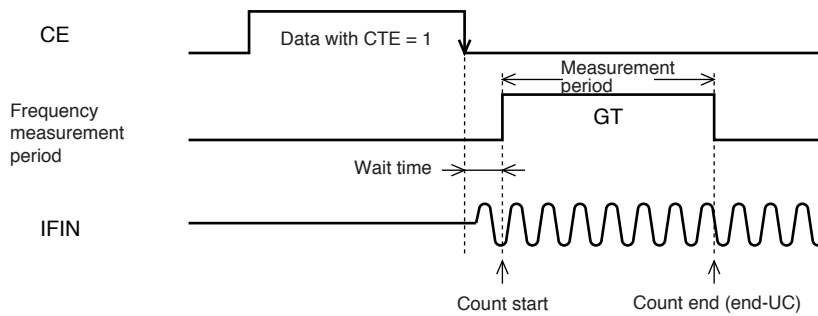 CE
Data with CTE = 1
Measurement
period
Frequency
measurement
period
GT
Wait time
IFIN
Count start
Count end (end-UC)